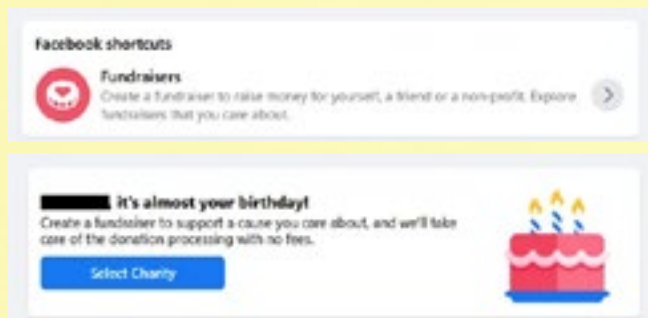 Facebook shortcuts
Fundraisers
Create a fundraiser to raise money for yourself, a friend or a non-profit. Explore
fundraisers that you care about.
it's almost your birthday!
Create a fundraiser to support a cause you care about, and we'll take
care of the donation processing with no fees.
Select Charity